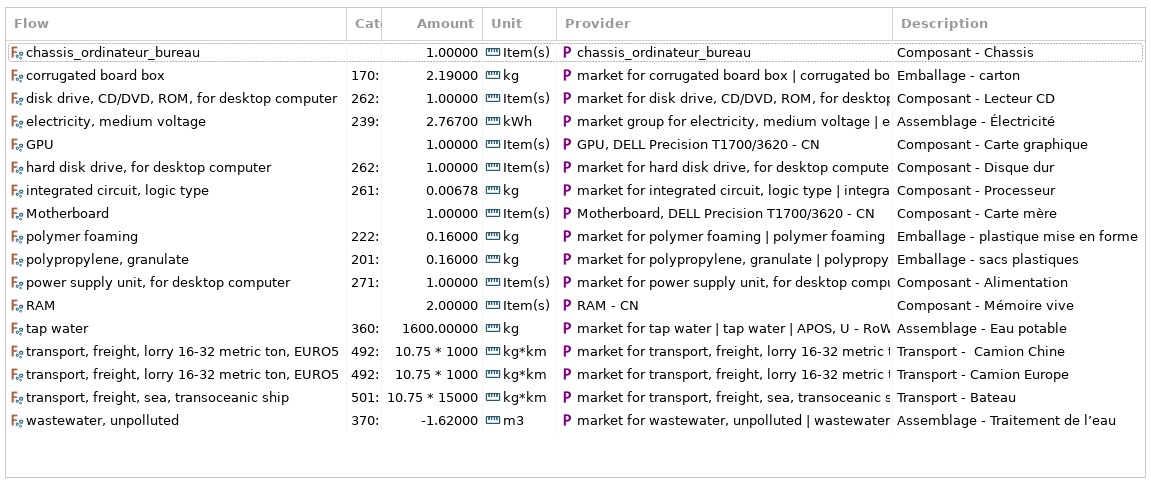 Flow Cate Amount Unit Provider Description
chassis_ordinateur_bureau 1.00000 Item(s) P chassis_ordinateur_bureau Composant - Chassis
corrugated board box 170: 2.19000 kg P market for corrugated board box | corrugated bo Emballage - carton
disk drive, CD/DVD, ROM, for desktop computer 262: 1.00000 Item(s) P market for disk drive, CD/DVD, ROM, for desktop Composant - Lecteur CD
electricity, medium voltage 239: 2.76700 kWh P market group for electricity, medium voltage | e Assemblage - Électricité
GPU 1.00000 Item(s) P GPU, DELL Precision T1700/3620 - CN Composant - Carte graphique
hard disk drive, for desktop computer 262: 1.00000 Item(s) P market for hard disk drive, for desktop compute Composant - Disque dur
integrated circuit, logic type 261: 0.00678 kg P market for integrated circuit, logic type | integra Composant - Processeur
Motherboard 1.00000 Item(s) P Motherboard, DELL Precision T1700/3620 - CN Composant - Carte mère
polymer foaming 222: 0.16000 kg P market for polymer foaming | polymer foaming Emballage - plastique mise en forme
polypropylene, granulate 201: 0.16000 kg P market for polypropylene, granulate | polypropy Emballage - sacs plastiques
power supply unit, for desktop computer 271: 1.00000 Item(s) P market for power supply unit, for desktop compu Composant - Alimentation
RAM 2.00000 Item(s) P RAM - CN Composant - Mémoire vive
tap water 360: 1600.00000 kg P market for tap water | tap water | APOS, U - RoW Assemblage - Eau potable
transport, freight, lorry 16-32 metric ton, EURO5 492: 10.75 * 1000 kg*km P market for transport, freight, lorry 16-32 metric t Transport -  Camion Chine
transport, freight, lorry 16-32 metric ton, EURO5 492: 10.75 * 1000 kg*km P market for transport, freight, lorry 16-32 metric t Transport - Camion Europe
transport, freight, sea, transoceanic ship 501: 10.75 * 15000 kg*km P market for transport, freight, sea, transoceanic s Transport - Bateau
wastewater, unpolluted 370: -1.62000 m3 P market for wastewater, unpolluted | wastewater Assemblage - Traitement de l’eau